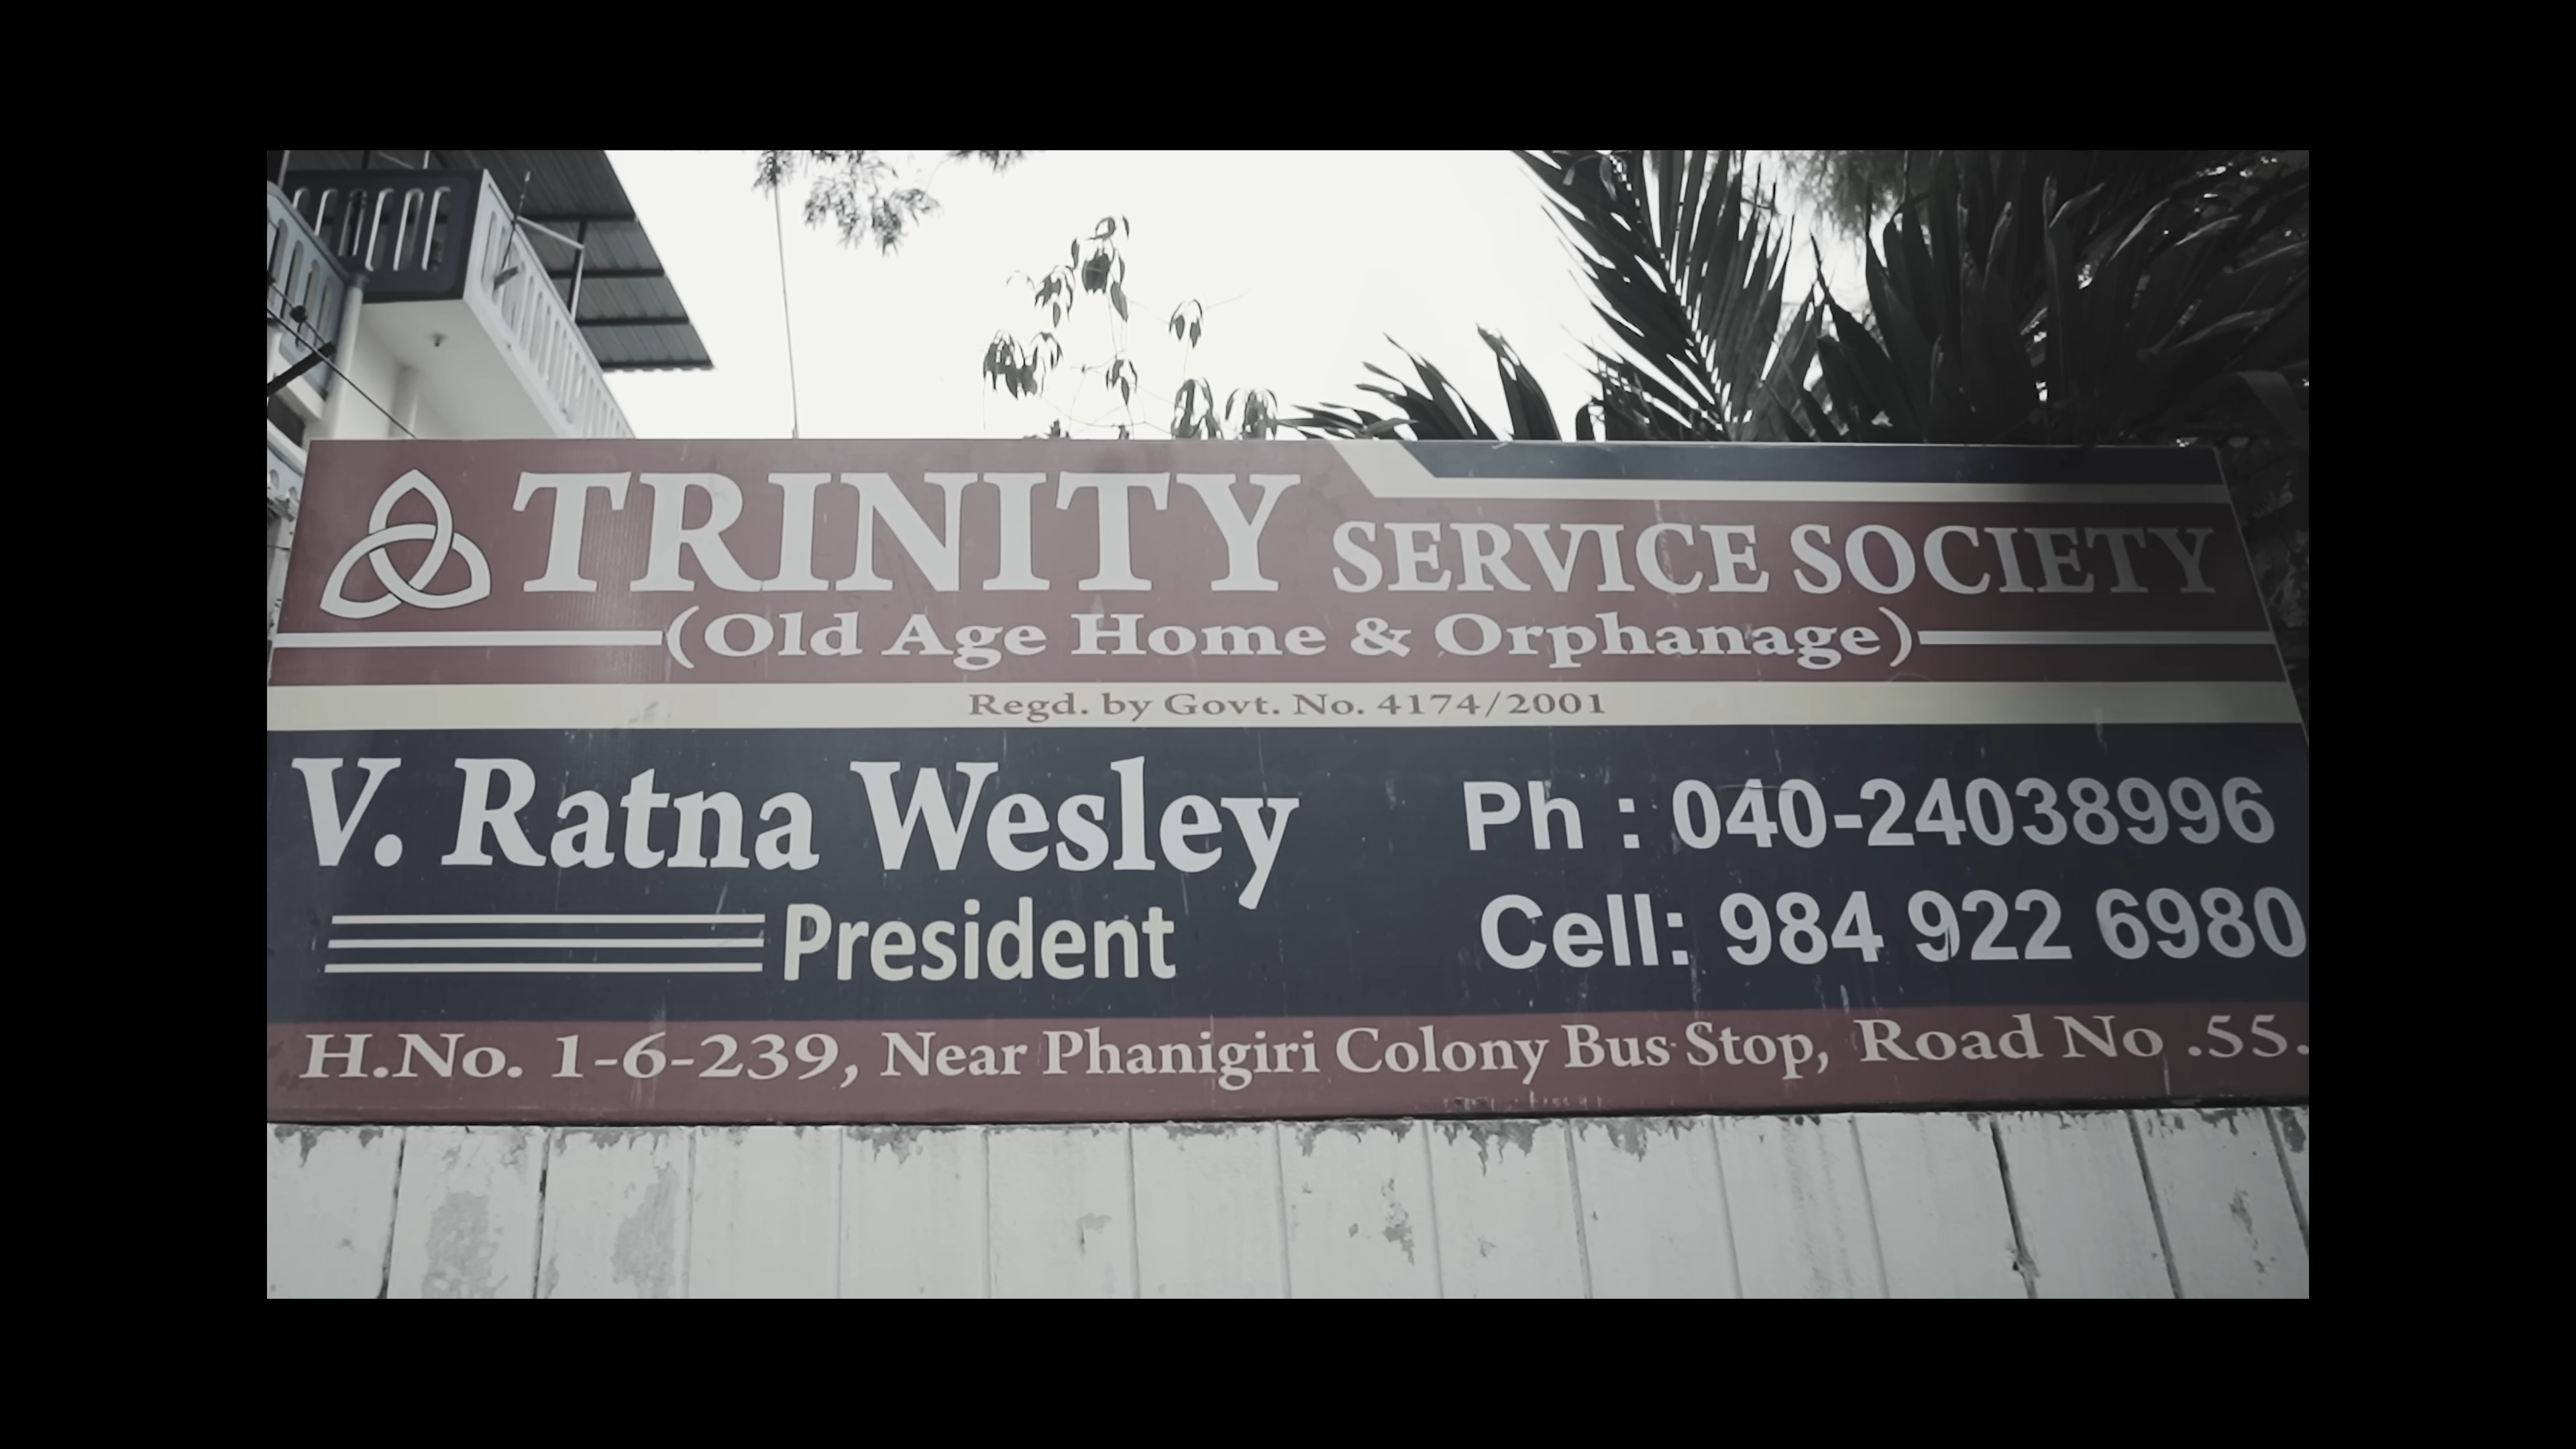 TRINITY SERVICE SOCIETY
(Old Age Home & Orphanage)
Regd. by Govt. No. 4174/2001
V. Ratna Wesley
President
Ph : 040-24038996
Cell: 984 922 6980
H.No. 1-6-239, Near Phanigiri Colony Bus Stop, Road No .55.